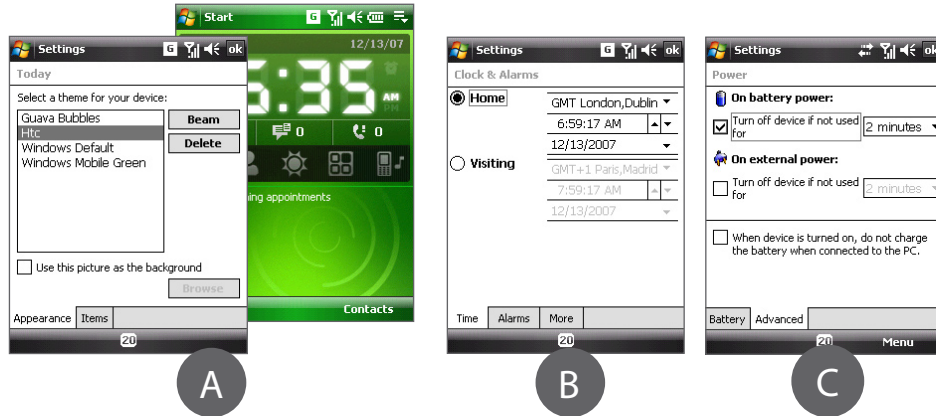 Start
G
12/13/07
5:35
AM
0
0
ing appointments
Contacts
Settings
G
ok
Today
Select a theme for your device:
Guava Bubbles
Htc
Windows Default
Windows Mobile Green
Beam
Delete
Use this picture as the background
Browse
Appearance
Items
20
A
Settings
G
ok
Clock & Alarms
Home
GMT London,Dublin
6:59:17 AM
12/13/2007
Visiting
GMT+1 Paris,Madrid
7:59:17 AM
12/13/2007
Time
Alarms
More
20
B
Settings
ok
Power
On battery power:
Turn off device if not used
for
2 minutes
On external power:
Turn off device if not used
for
2 minutes
When device is turned on, do not charge
the battery when connected to the PC.
Battery
Advanced
20
Menu
C